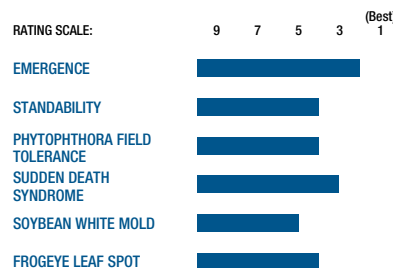 (Best)
RATING SCALE: 9 7 5 3 1
EMERGENCE
STANDABILITY
PHYTOPHTHORA FIELD
TOLERANCE
SUDDEN DEATH
SYNDROME
SOYBEAN WHITE MOLD
FROGEYE LEAF SPOT